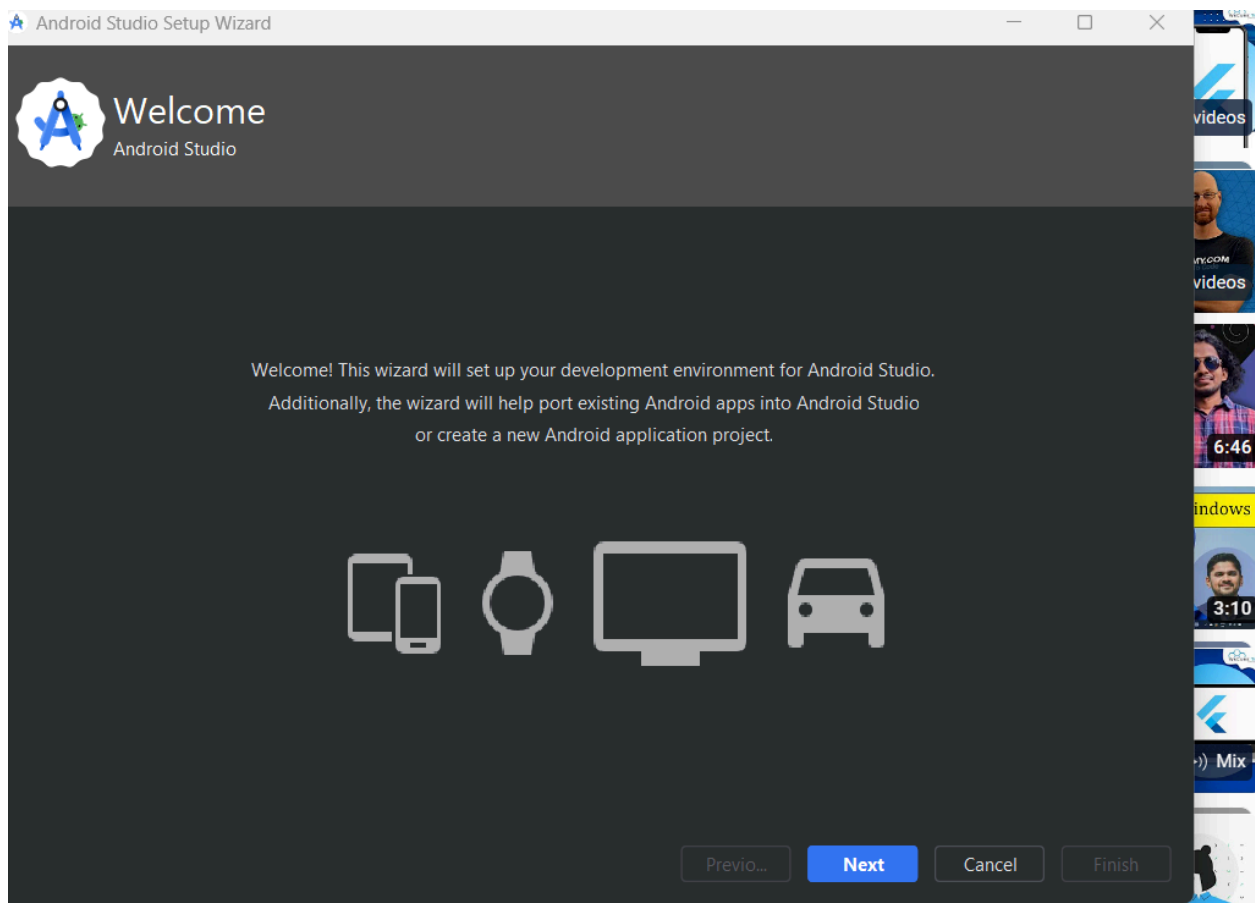 Android Studio Setup Wizard
Welcome
Android Studio
Welcome! This wizard will set up your development environment for Android Studio.
Additionally, the wizard will help port existing Android apps into Android Studio
or create a new Android application project.
Previo...
Next
Cancel
Finish
videos
MY.COM
videos
6:46
indows
3:10
Mix